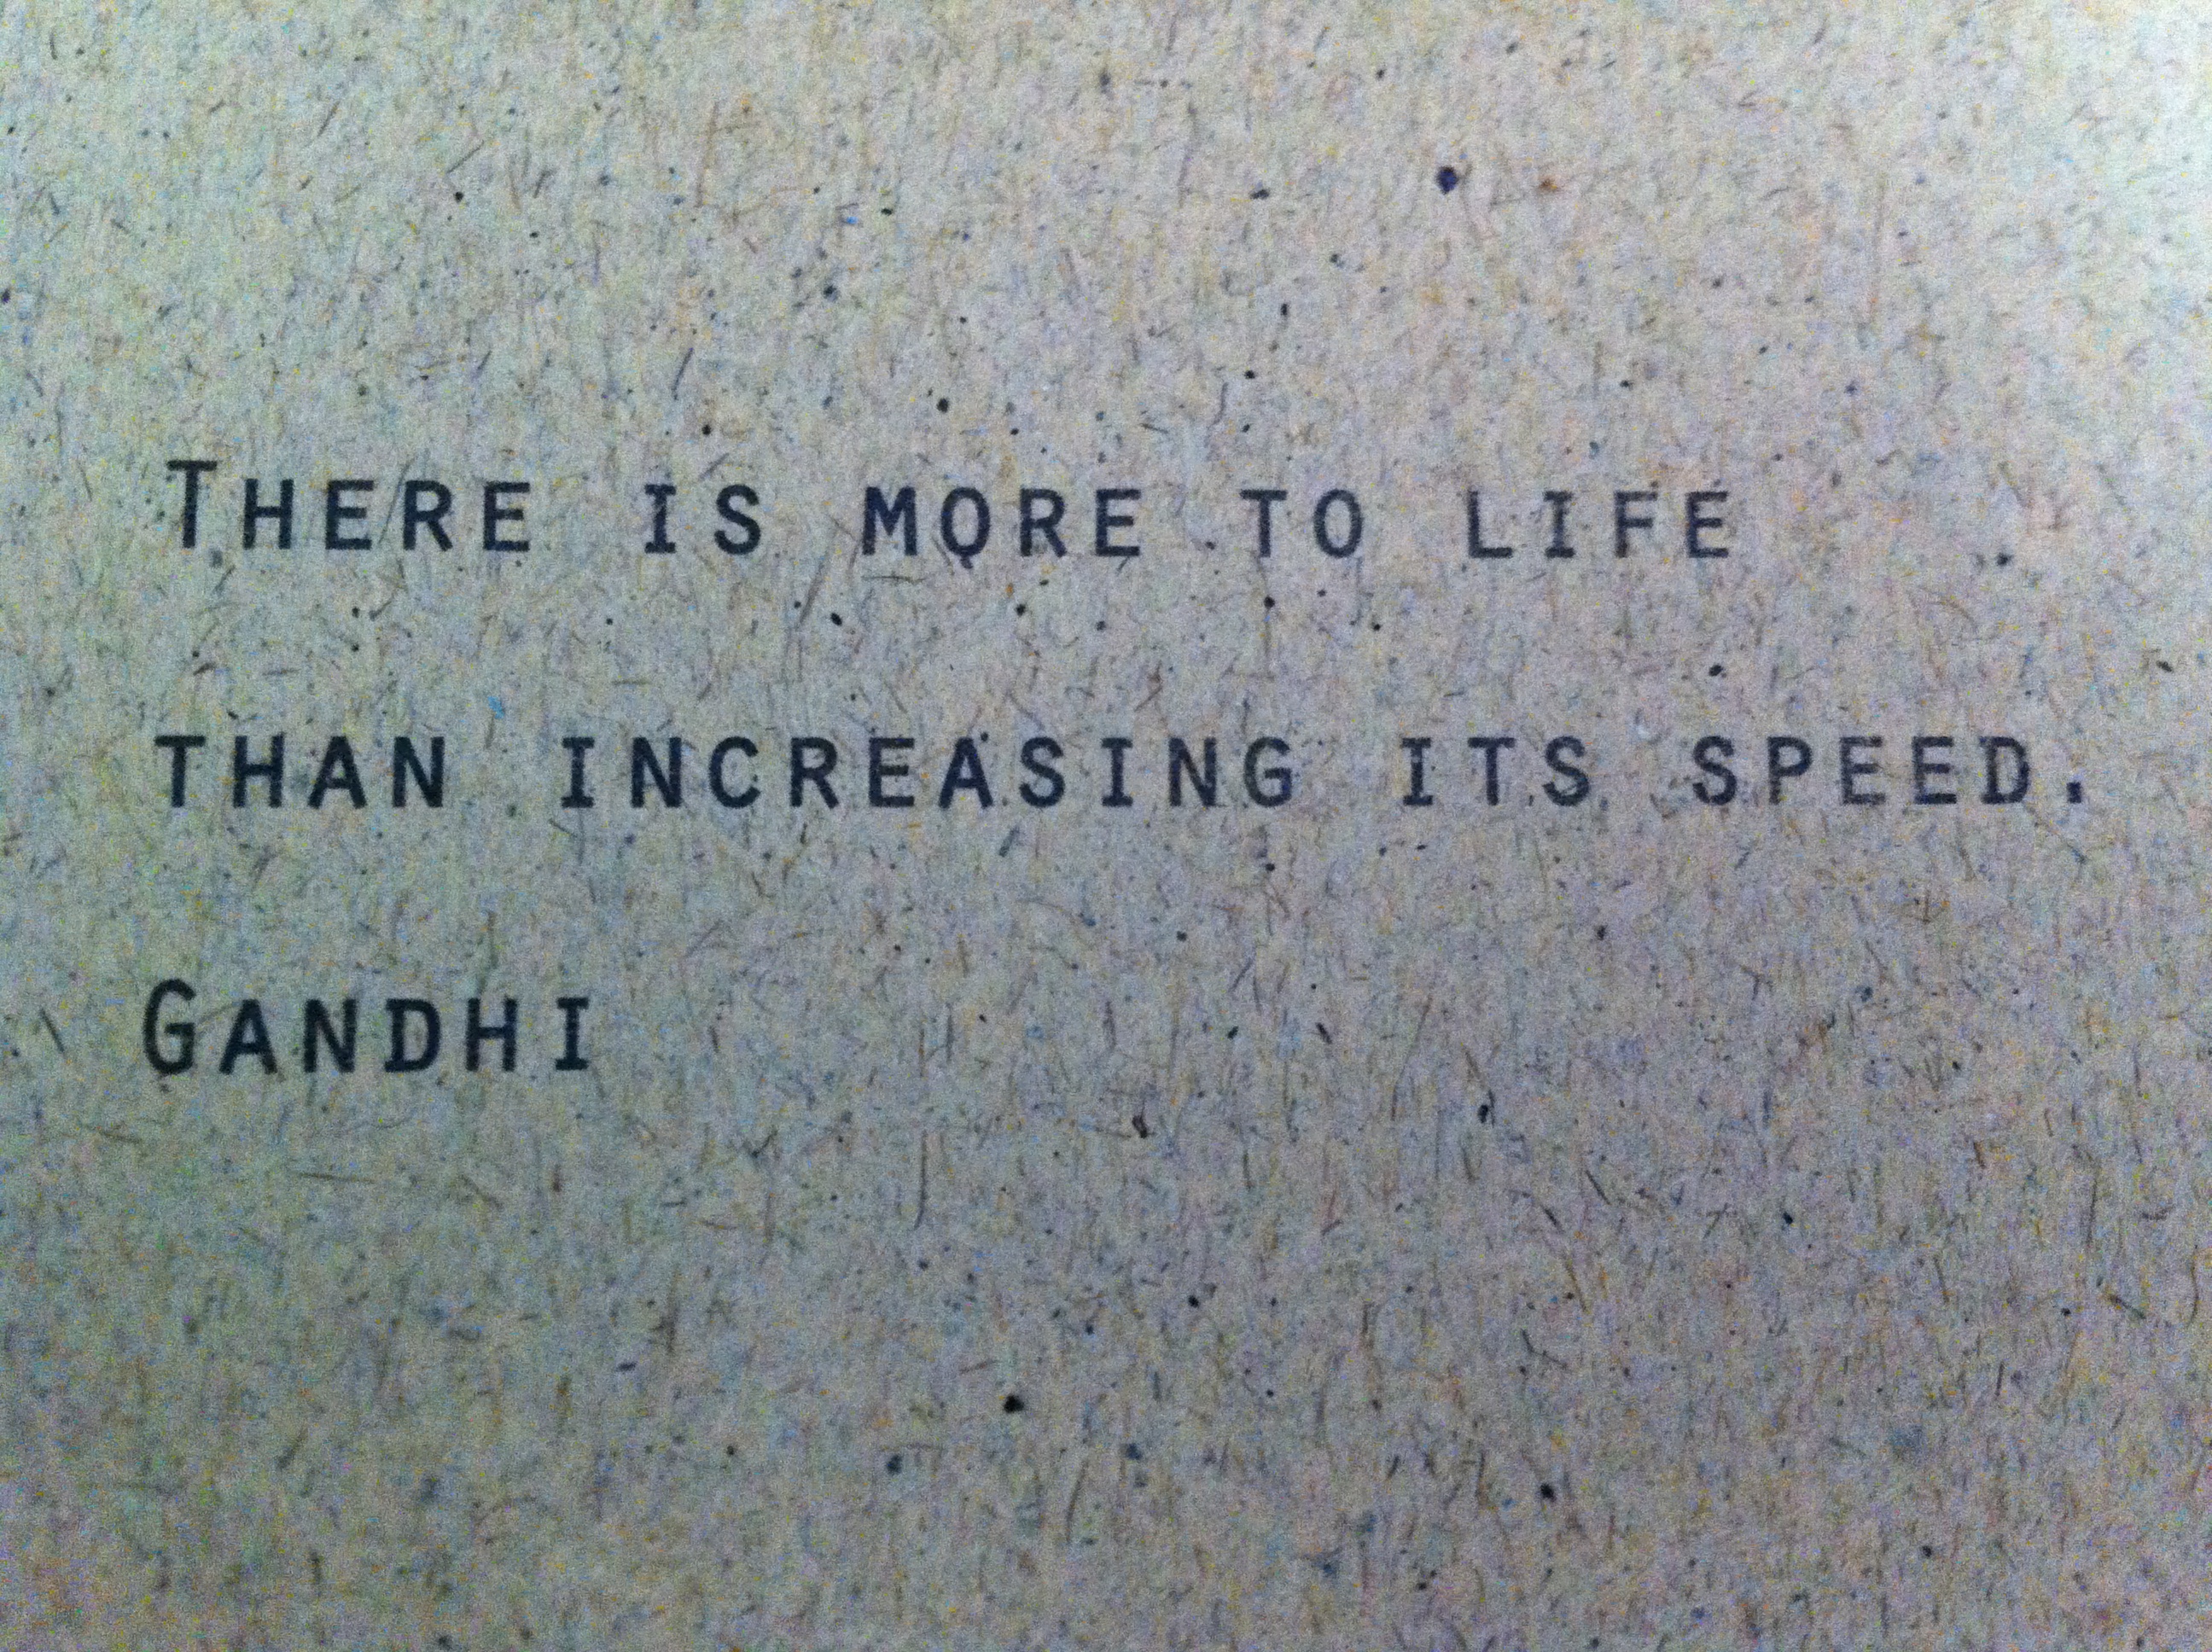 There is more to life
than increasing its speed.
Gandhi